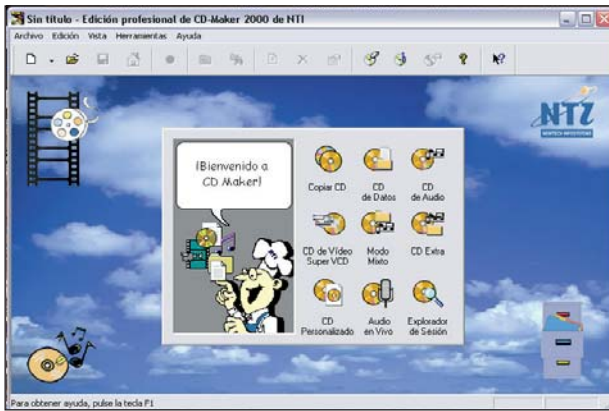 Sin título - Edición profesional de CD-Maker 2000 de NTI
Archivo Edición Vista Herramientas Ayuda
NTI
¡Bienvenido a
CD Maker!
Copiar CD
CD
de Datos
CD
de Audio
CD de Vídeo
Super VCD
Modo
Mixto
CD Extra
CD
Personalizado
Audio
en Vivo
Explorador
de Sesión
Para obtener ayuda, pulse la tecla F1